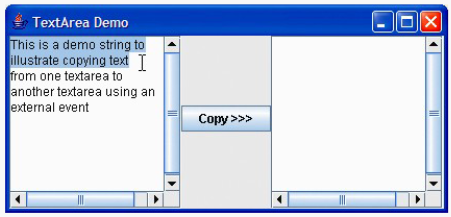 TextArea Demo
This is a demo string to
illustrate copying text
from one textarea to
another textarea using an
external event
Copy >>>